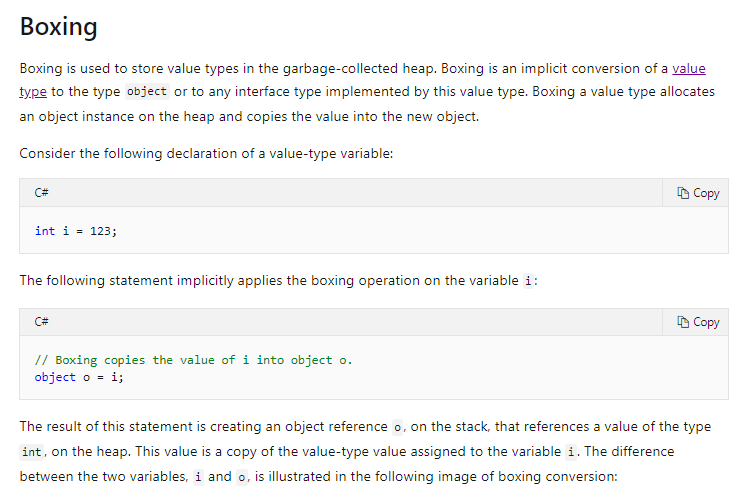 Boxing
Boxing is used to store value types in the garbage-collected heap. Boxing is an implicit conversion of a value
type to the type object or to any interface type implemented by this value type. Boxing a value type allocates
an object instance on the heap and copies the value into the new object.
Consider the following declaration of a value-type variable:
C# Copy
int i = 123;
The following statement implicitly applies the boxing operation on the variable i:
C# Copy
// Boxing copies the value of i into object o.
object o = i;
The result of this statement is creating an object reference o, on the stack, that references a value of the type
int, on the heap. This value is a copy of the value-type value assigned to the variable i. The difference
between the two variables, i and o, is illustrated in the following image of boxing conversion: